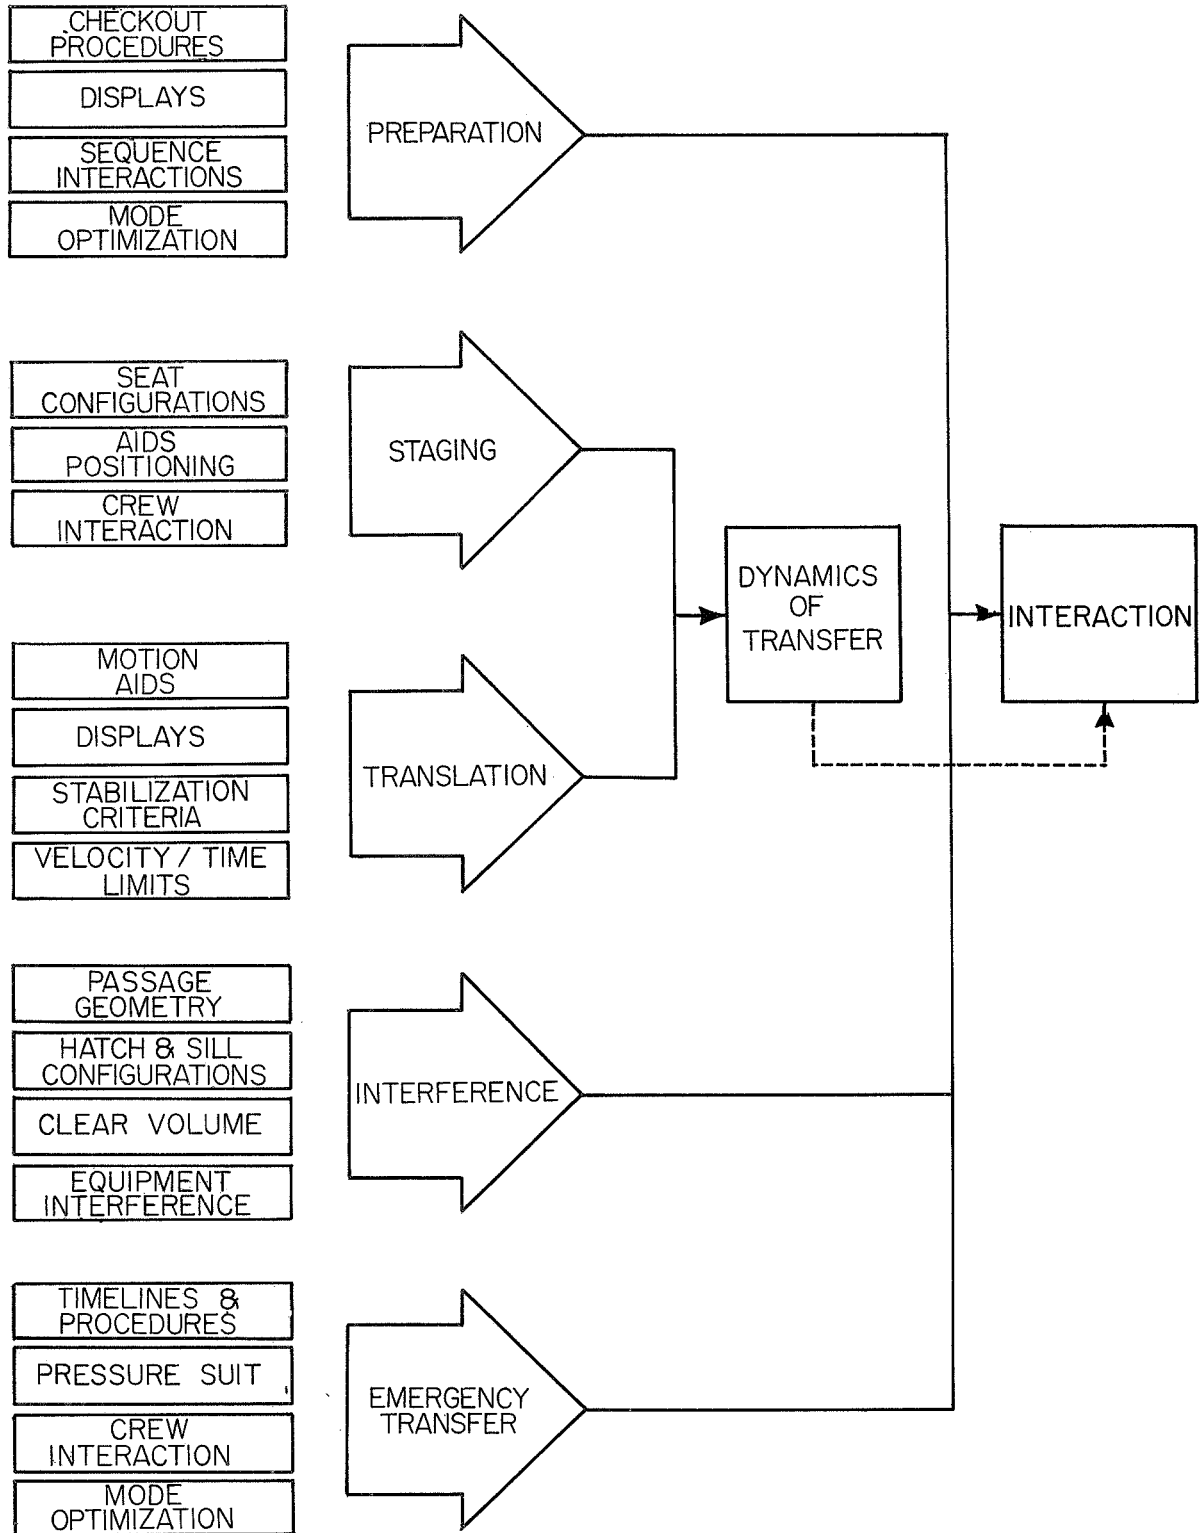 CHECKOUT
PROCEDURES
DISPLAYS
SEQUENCE
INTERACTIONS
MODE
OPTIMIZATION
PREPARATION
SEAT
CONFIGURATIONS
AIDS
POSITIONING
CREW
INTERACTION
STAGING
MOTION
AIDS
DISPLAYS
STABILIZATION
CRITERIA
VELOCITY / TIME
LIMITS
TRANSLATION
DYNAMICS
OF
TRANSFER
INTERACTION
PASSAGE
GEOMETRY
HATCH & SILL
CONFIGURATIONS
CLEAR VOLUME
EQUIPMENT
INTERFERENCE
INTERFERENCE
TIMELINES &
PROCEDURES
PRESSURE SUIT
CREW
INTERACTION
MODE
OPTIMIZATION
EMERGENCY
TRANSFER